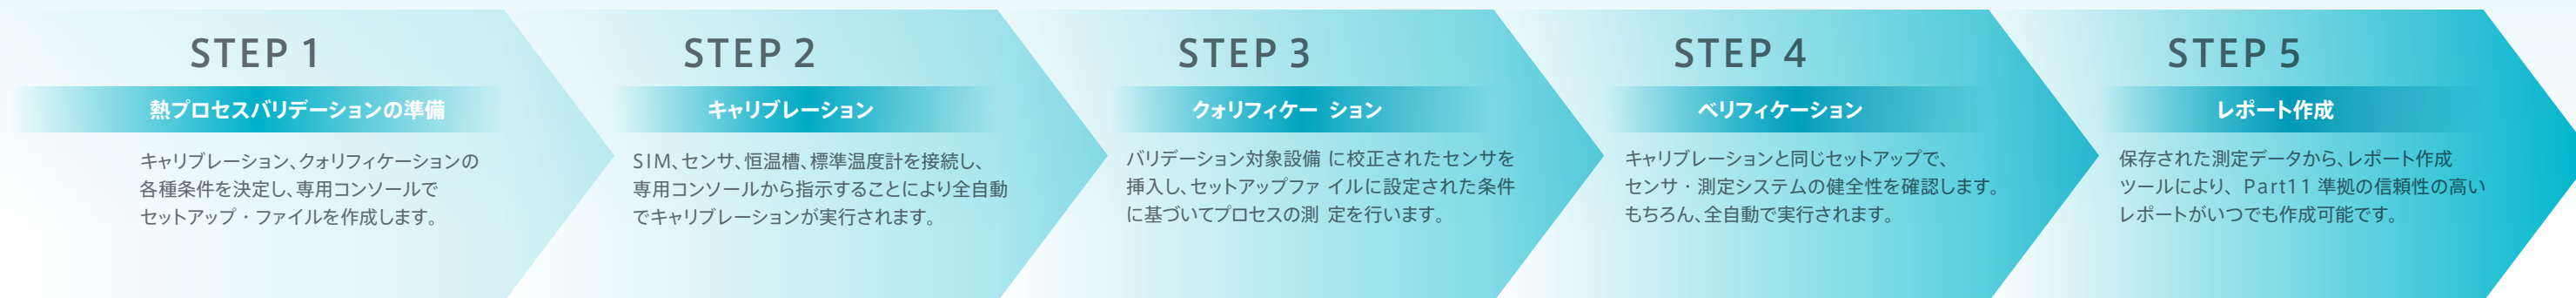 STEP 1
熱プロセスバリデーションの準備
キャリブレーション、クォリフィケーションの
各種条件を決定し、専用コンソールで
セットアップ・ファイルを作成します。
STEP 2
キャリブレーション
SIM、センサ、恒温槽、標準温度計を接続し、
専用コンソールから指示することにより全自動
でキャリブレーションが実行されます。
STEP 3
クォリフィケー ション
バリデーション対象設備 に校正されたセンサを
挿入し、セットアップファ イルに設定された条件
に基づいてプロセスの測 定を行います。
STEP 4
ベリフィケーション
キャリブレーションと同じセットアップで、
センサ・測定システムの健全性を確認します。
もちろん、全自動で実行されます。
STEP 5
レポート作成
保存された測定データから、レポート作成
ツールにより、Part11 準拠の信頼性の高い
レポートがいつでも作成可能です。